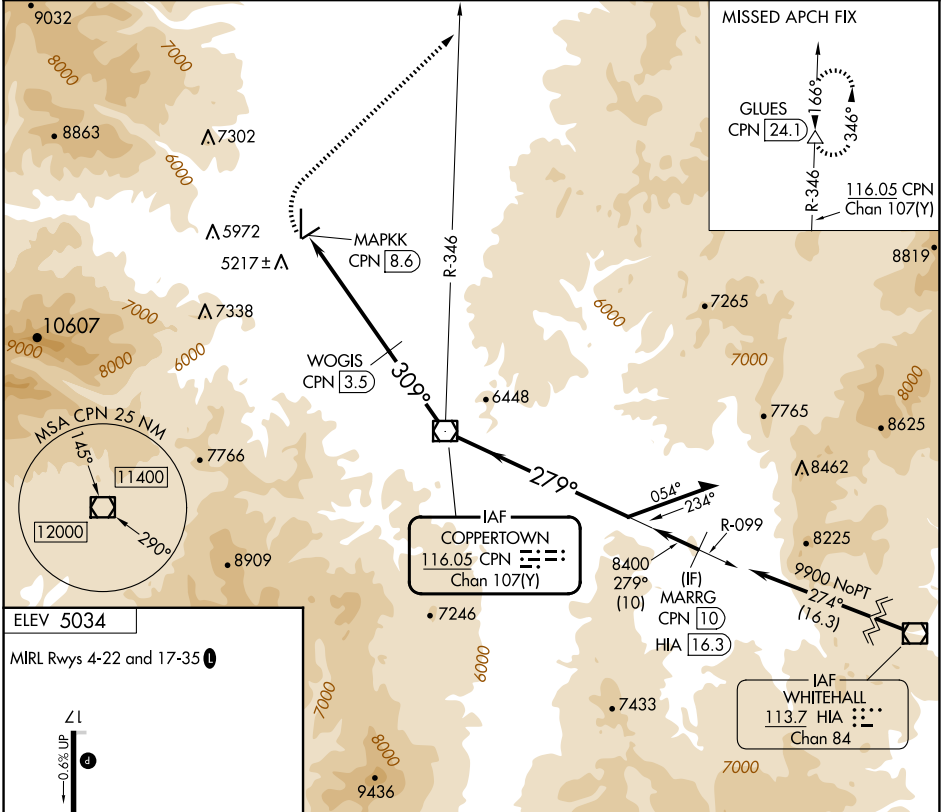 9032
7000
8000
8863
7302
6000
5972
5217 ±
MAPKK
CPN 8.6
R-346
7338
10607
7000
9000
8000
6000
WOGIS
CPN 3.5
309°
6448
MISSED APCH FIX
GLUES
CPN 24.1
166°
346°
R-346
116.05 CPN
Chan 107(Y)
8819
7265
6000
7000
8000
7765
8625
8462
MSA CPN 25 NM
145°
11400
12000
290°
7766
8909
279°
054°
234°
R-099
8225
IAF
COPPERTOWN
116.05 CPN
Chan 107(Y)
8400
279°
(10)
(IF)
MARRG
CPN 10
HIA 16.3
9900 NoPT
274°
(16.3)
7246
6000
7433
IAF
WHITEHALL
113.7 HIA
Chan 84
7000
7000
8000
9436
ELEV 5034
MIRL Rwys 4-22 and 17-35 L
17
0.6% UP
P